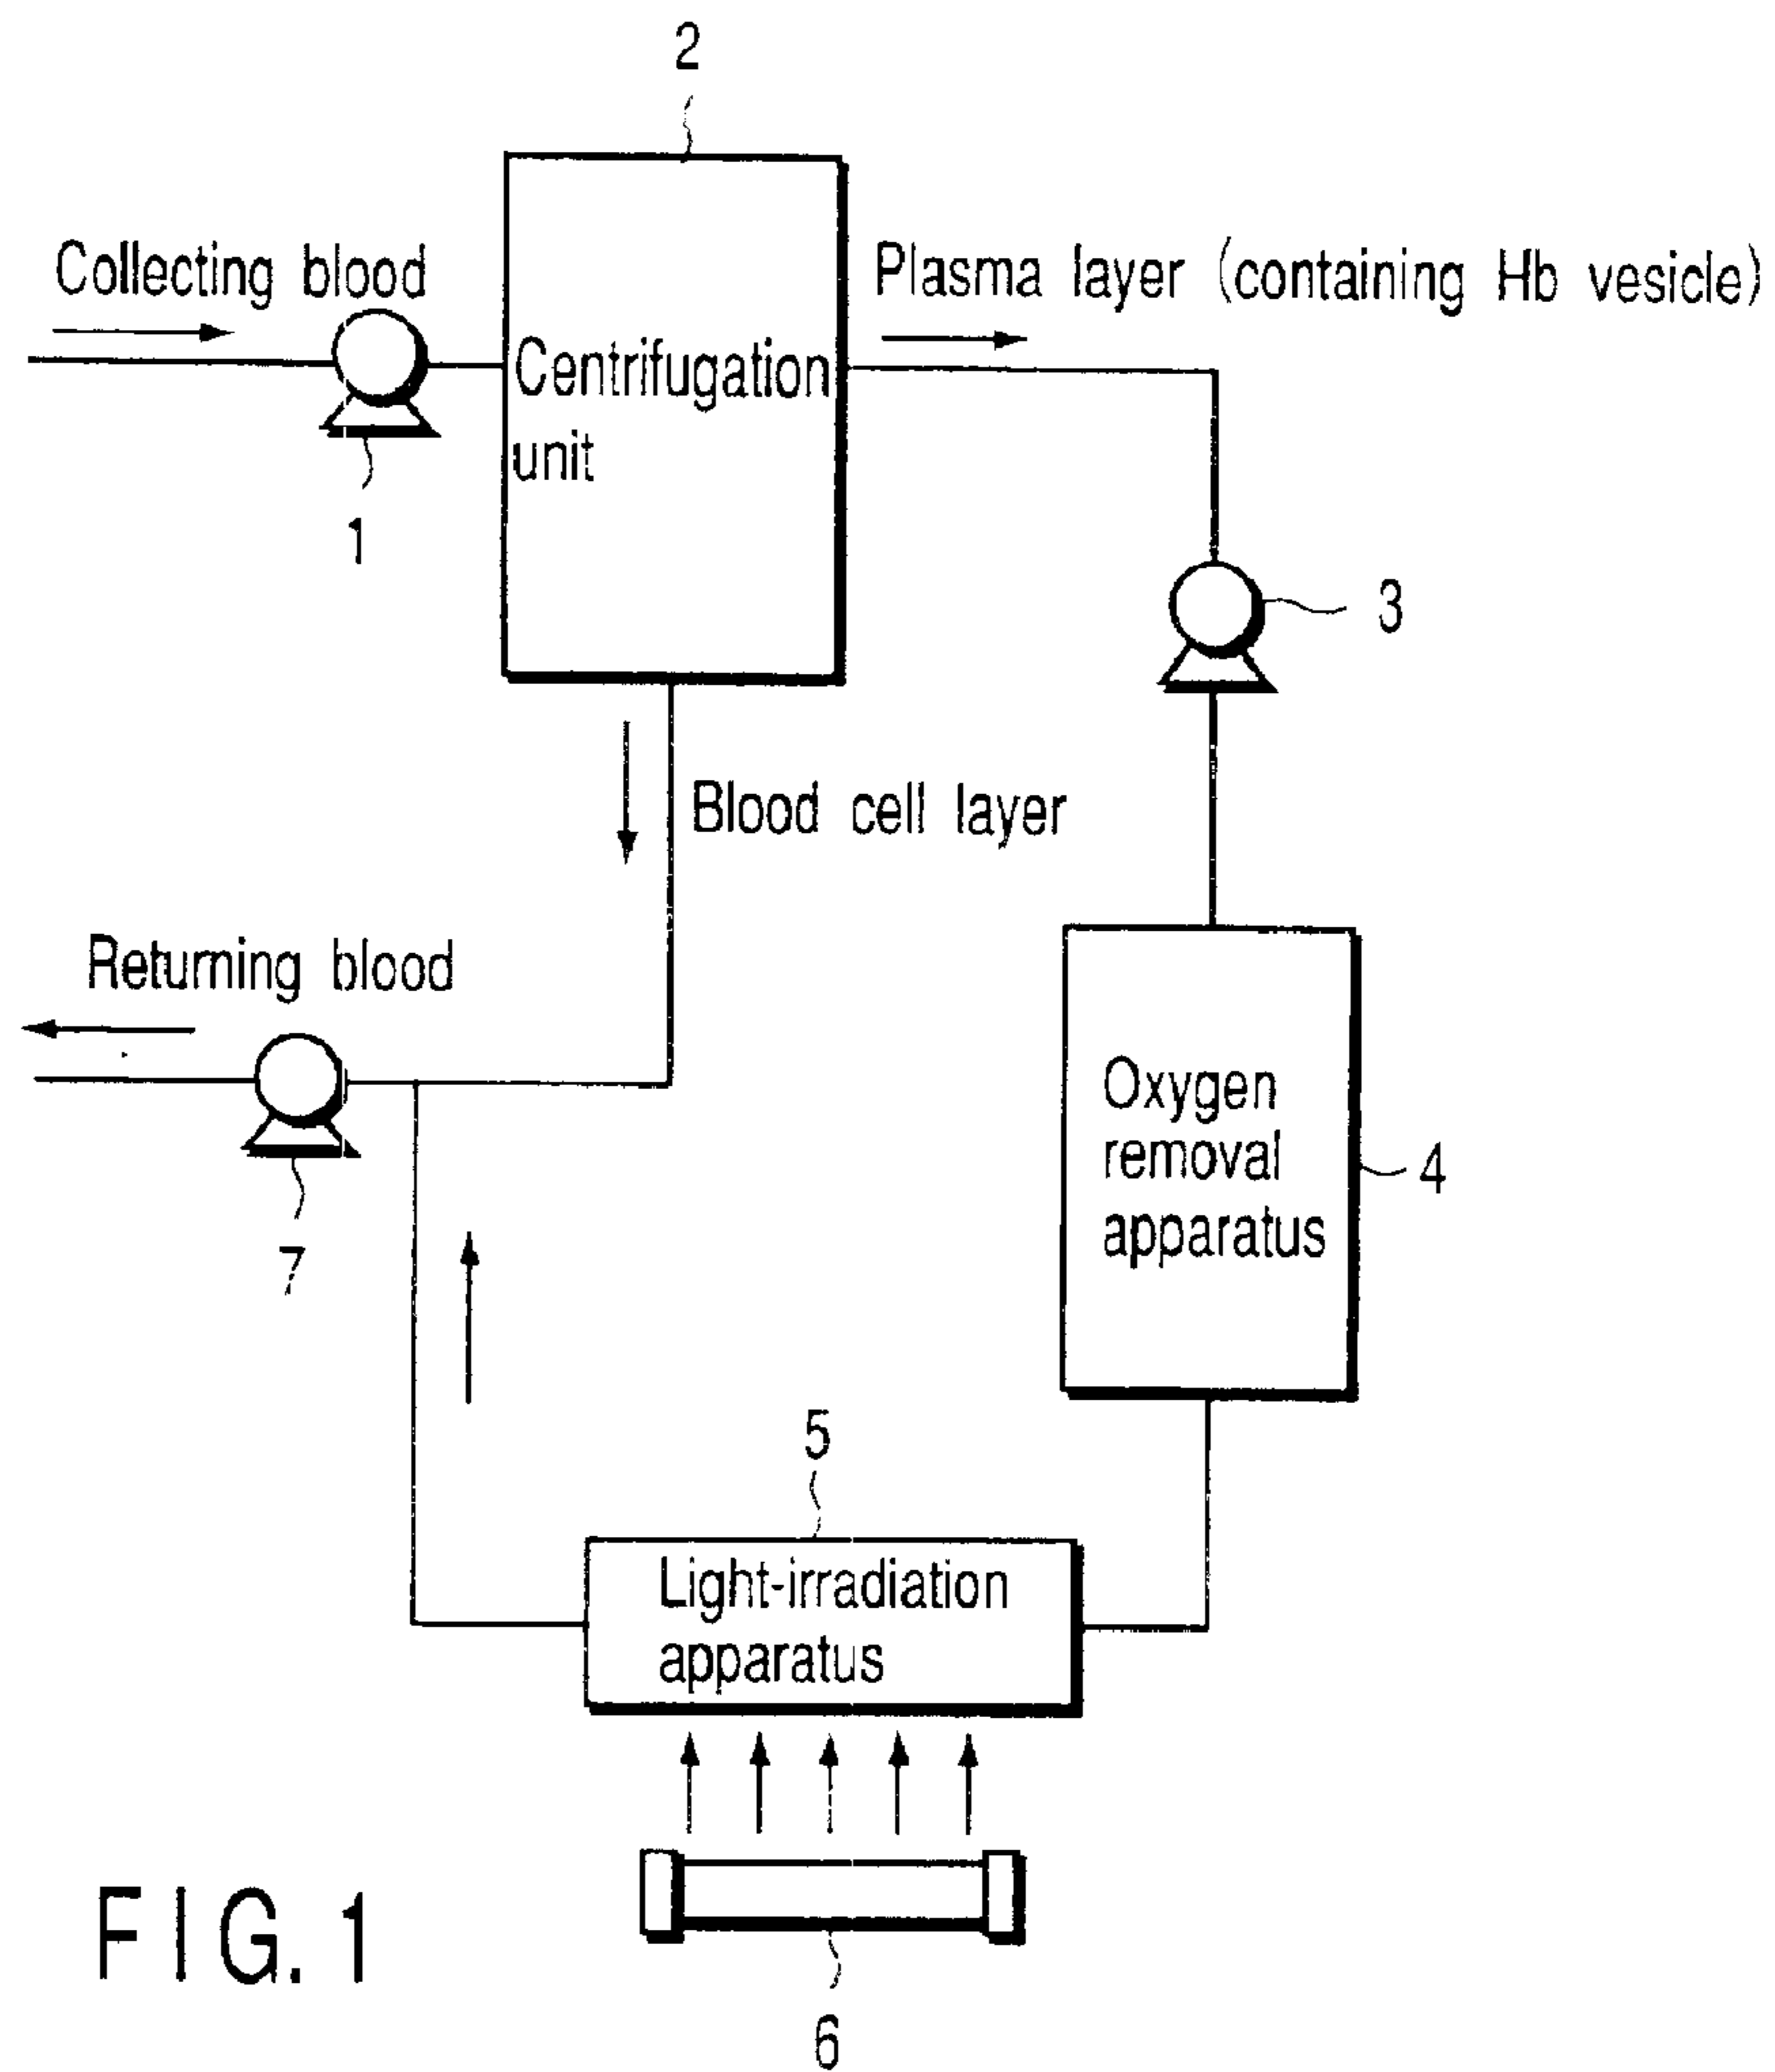 2
Collecting blood
Plasma layer (containing Hb vesicle)
Centrifugation
unit
1
3
Blood cell layer
Returning blood
Oxygen
removal
apparatus
4
7
5
Light-irradiation
apparatus
6
FIG. 1